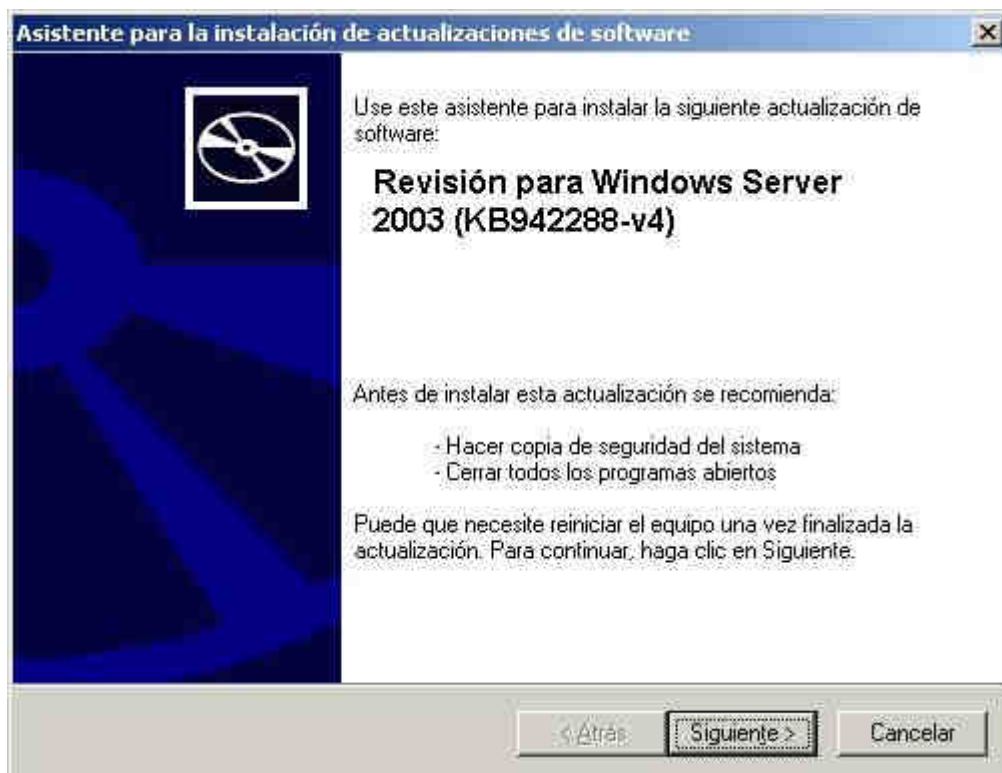 Asistente para la instalación de actualizaciones de software
Use este asistente para instalar la siguiente actualización de
software:
Revisión para Windows Server
2003 (KB942288-v4)
Antes de instalar esta actualización se recomienda:
- Hacer copia de seguridad del sistema
- Cerrar todos los programas abiertos
Puede que necesite reiniciar el equipo una vez finalizada la
actualización. Para continuar, haga clic en Siguiente.
< Atrás Siguiente > Cancelar